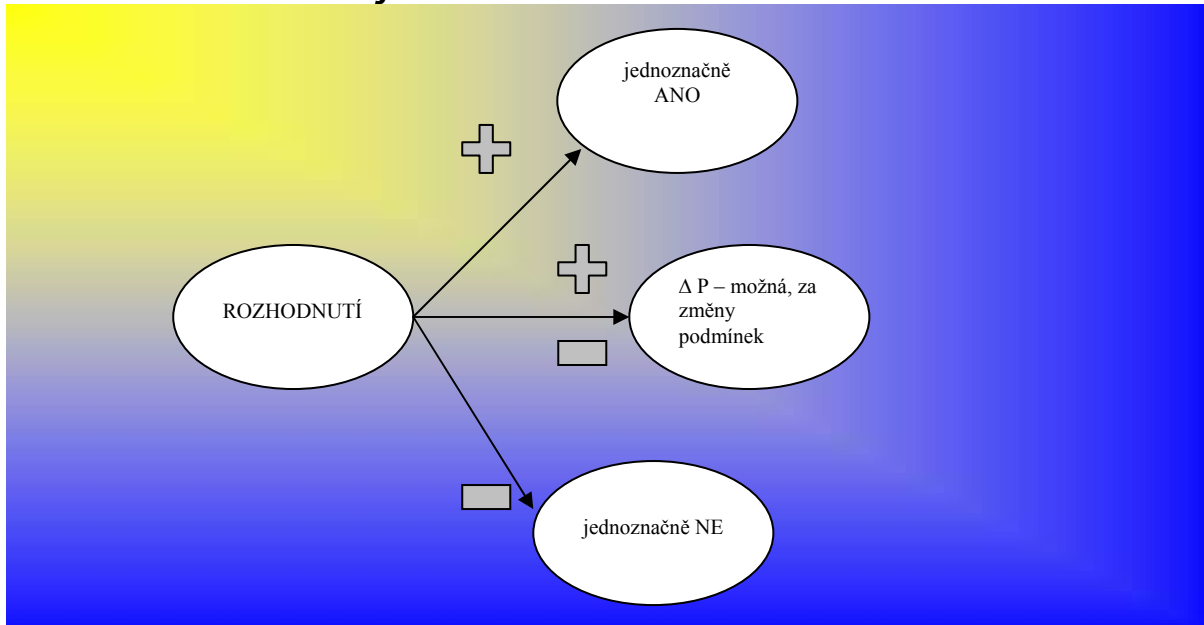 jednoznačně
ANO
ROZHODNUTÍ
Δ P – možná, za
změny
podmínek
jednoznačně NE